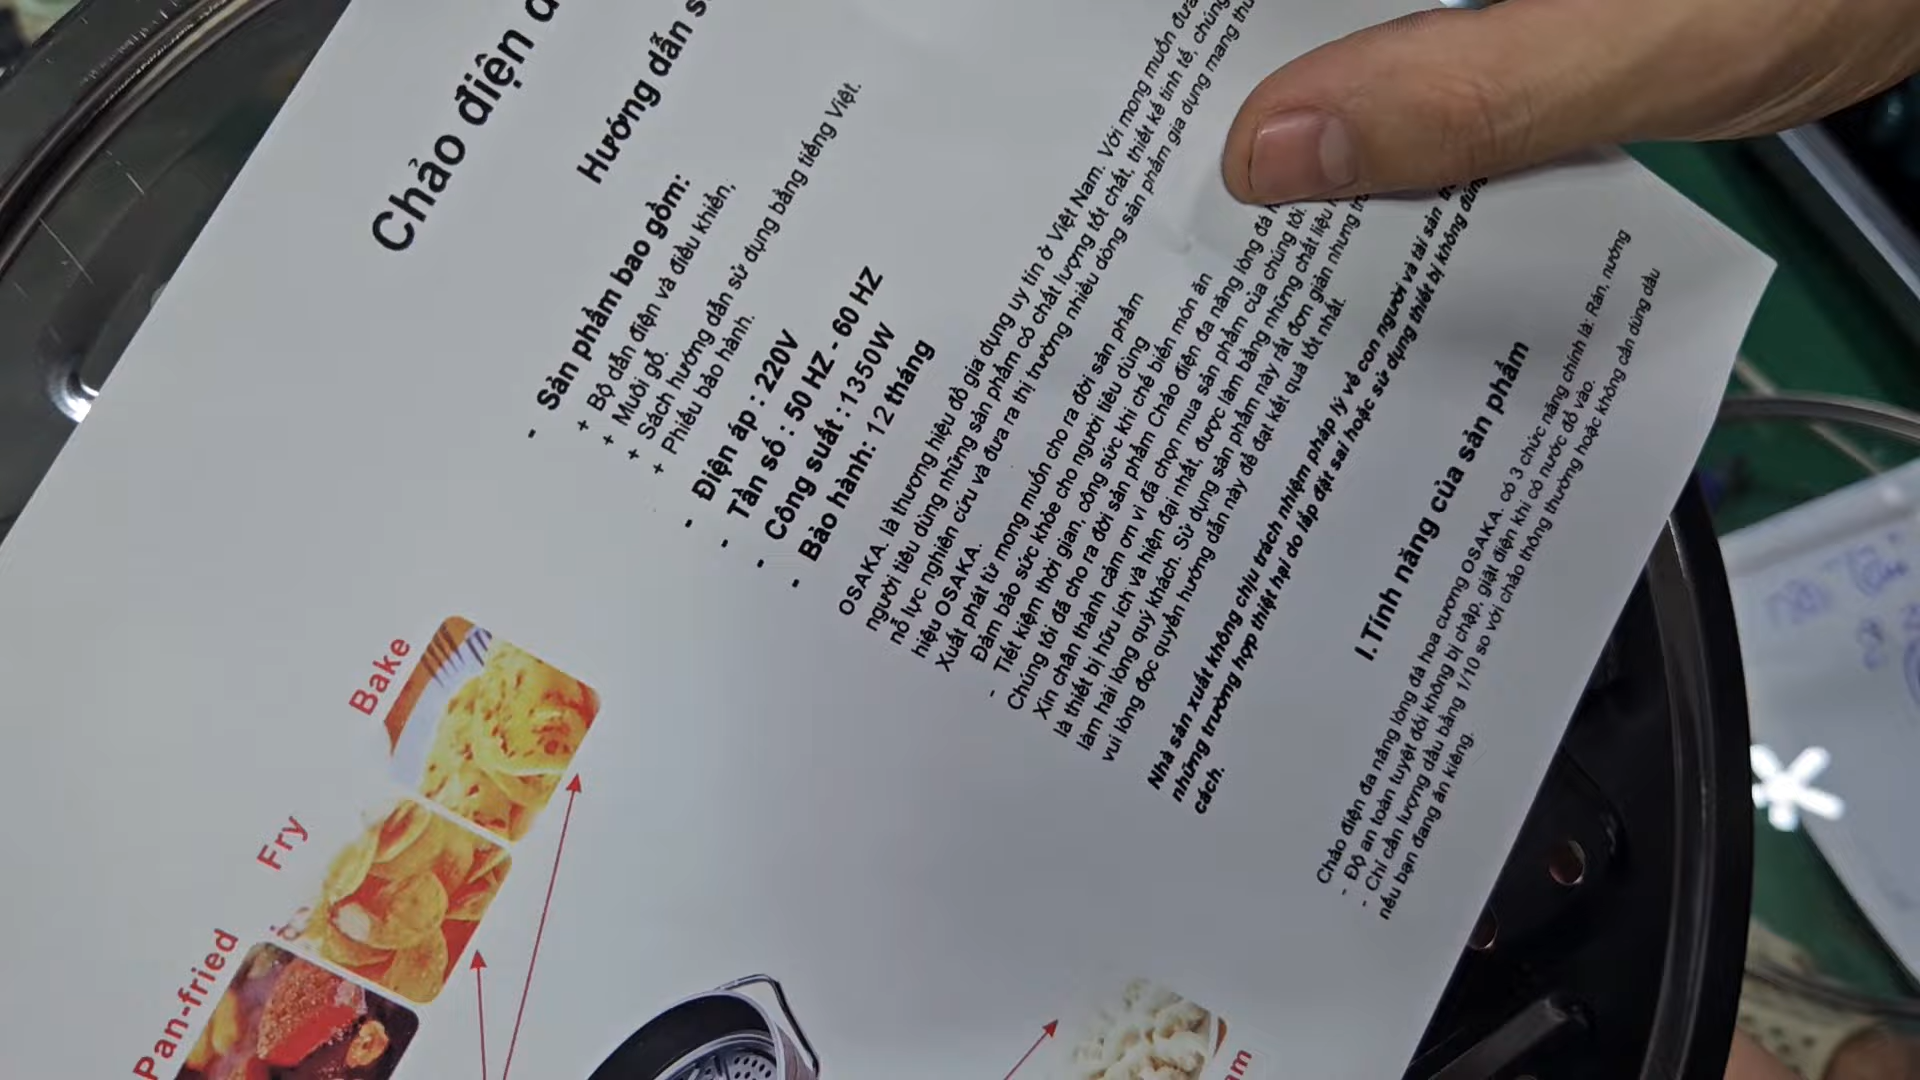 Chảo điện
Hướng dẫn
- Sản phẩm bao gồm:
+ Bộ dẫn điện và điều khiển,
+ Muôi gỗ.
+ Sách hướng dẫn sử dụng bằng tiếng Việt.
+ Phiếu bảo hành.
- Điện áp : 220V
- Tần số : 50 HZ - 60 HZ
- Công suất :1350W
- Bảo hành: 12 tháng
OSAKA. là thương hiệu đồ gia dụng uy tín ở Việt Nam. Với mong muốn đưa
người tiêu dùng những sản phẩm có chất lượng tốt chất, thiết kế tinh tế, chúng
nỗ lực nghiên cứu và đưa ra thị trường nhiều dòng sản phẩm gia dụng mang
hiệu OSAKA.
Xuất phát từ mong muốn cho ra đời sản phẩm
Đảm bảo sức khỏe cho người tiêu dùng
- Tiết kiệm thời gian, công sức khi chế biến món ăn
Chúng tôi đã cho ra đời sản phẩm Chảo điện đa năng lòng đá
Xin chân thành cảm ơn vì đã chọn mua sản phẩm của chúng tôi.
là thiết bị hữu ích và hiện đại nhất, được làm bằng những chất liệu
làm hài lòng quý khách. Sử dụng sản phẩm này rất đơn giản nhưng
vui lòng đọc quyển hướng dẫn này để đạt kết quả tốt nhất.
Nhà sản xuất không chịu trách nhiệm pháp lý về con người và tài sản
những trường hợp thiệt hại do lắp đặt sai hoặc sử dụng thiết bị không đúng
cách.
I.Tính năng của sản phẩm
Chảo điện đa năng lòng đá hoa cương OSAKA. có 3 chức năng chính là: Rán, nướng
- Độ an toàn tuyệt đối không bị chập, giật điện khi có nước đổ vào.
- Chỉ cần lượng dầu bằng 1/10 so với chảo thông thường hoặc không cần dùng dầu
nếu bạn đang ăn kiêng.
Bake
Fry
Pan-fried